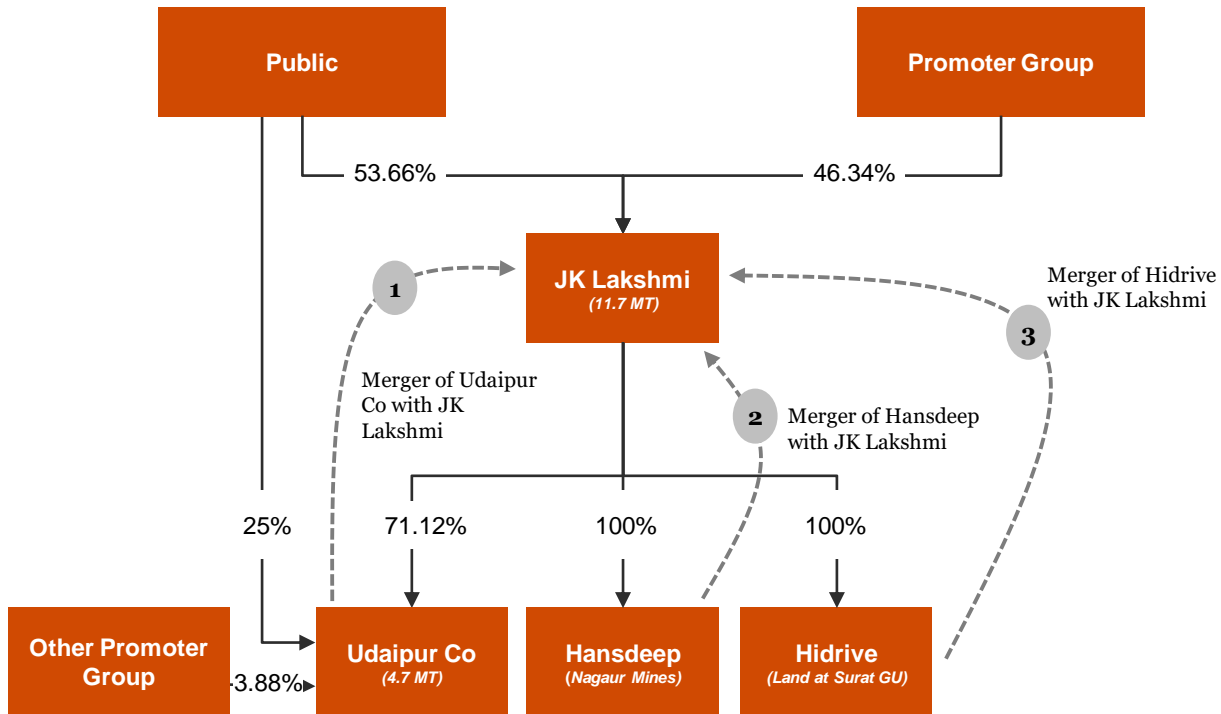 Public
Promoter Group
53.66%
46.34%
JK Lakshmi
(11.7 MT)
1
Merger of Hidrive
with JK Lakshmi
3
Merger of Udaipur
Co with JK
Lakshmi
2
Merger of Hansdeep
with JK Lakshmi
25%
71.12%
100%
100%
Other Promoter
Group
3.88%
Udaipur Co
(4.7 MT)
Hansdeep
(Nagaur Mines)
Hidrive
(Land at Surat GU)